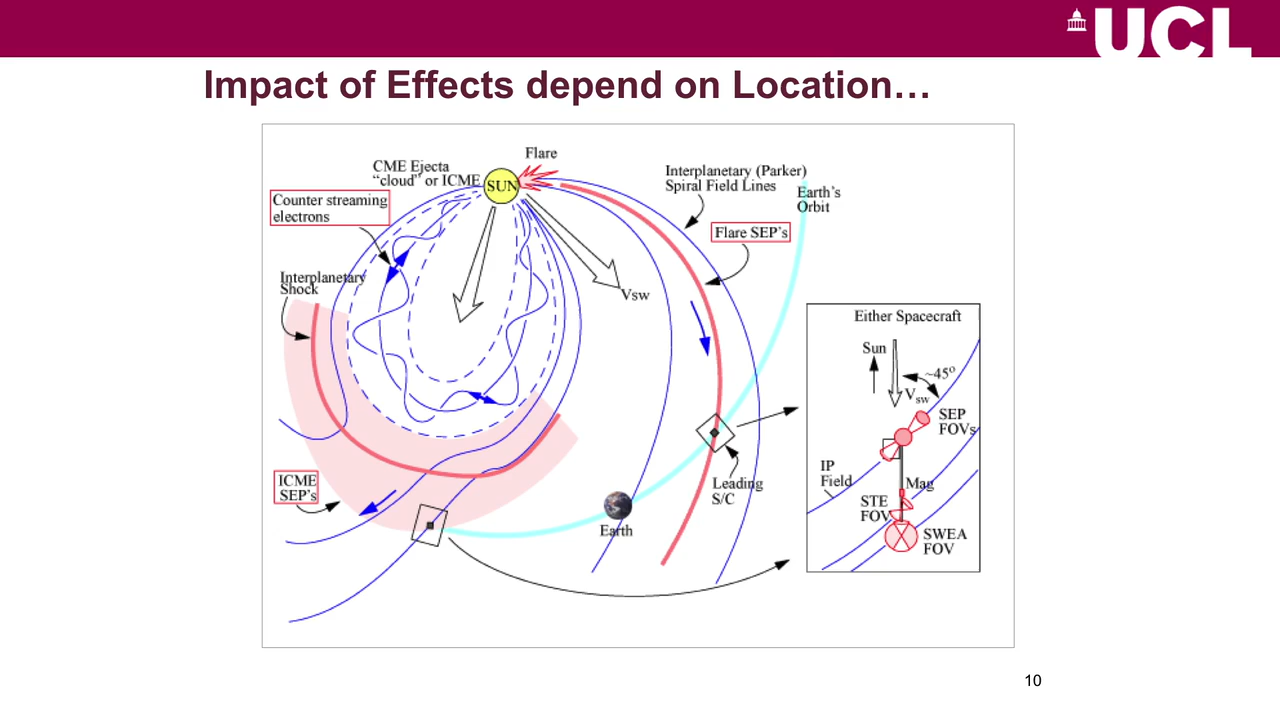 UCL
Impact of Effects depend on Location…
Flare
CME Ejecta
“cloud” or ICME
SUN
Interplanetary (Parker)
Spiral Field Lines
Earth’s
Orbit
Counter streaming
electrons
Flare SEP’s
Interplanetary
Shock
Vsw
Either Spacecraft
Sun
~45o
Vsw
SEP
FOVs
IP
Field
Mag
STE
FOV
SWEA
FOV
ICME
SEP’s
Leading
S/C
Earth
10